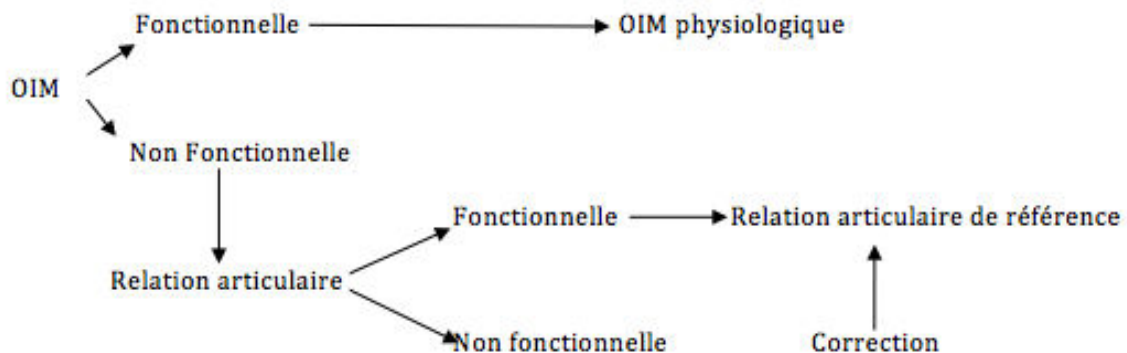 Fonctionnelle
OIM physiologique
OIM
Non Fonctionnelle
Fonctionnelle
Relation articulaire de référence
Relation articulaire
Non fonctionnelle
Correction